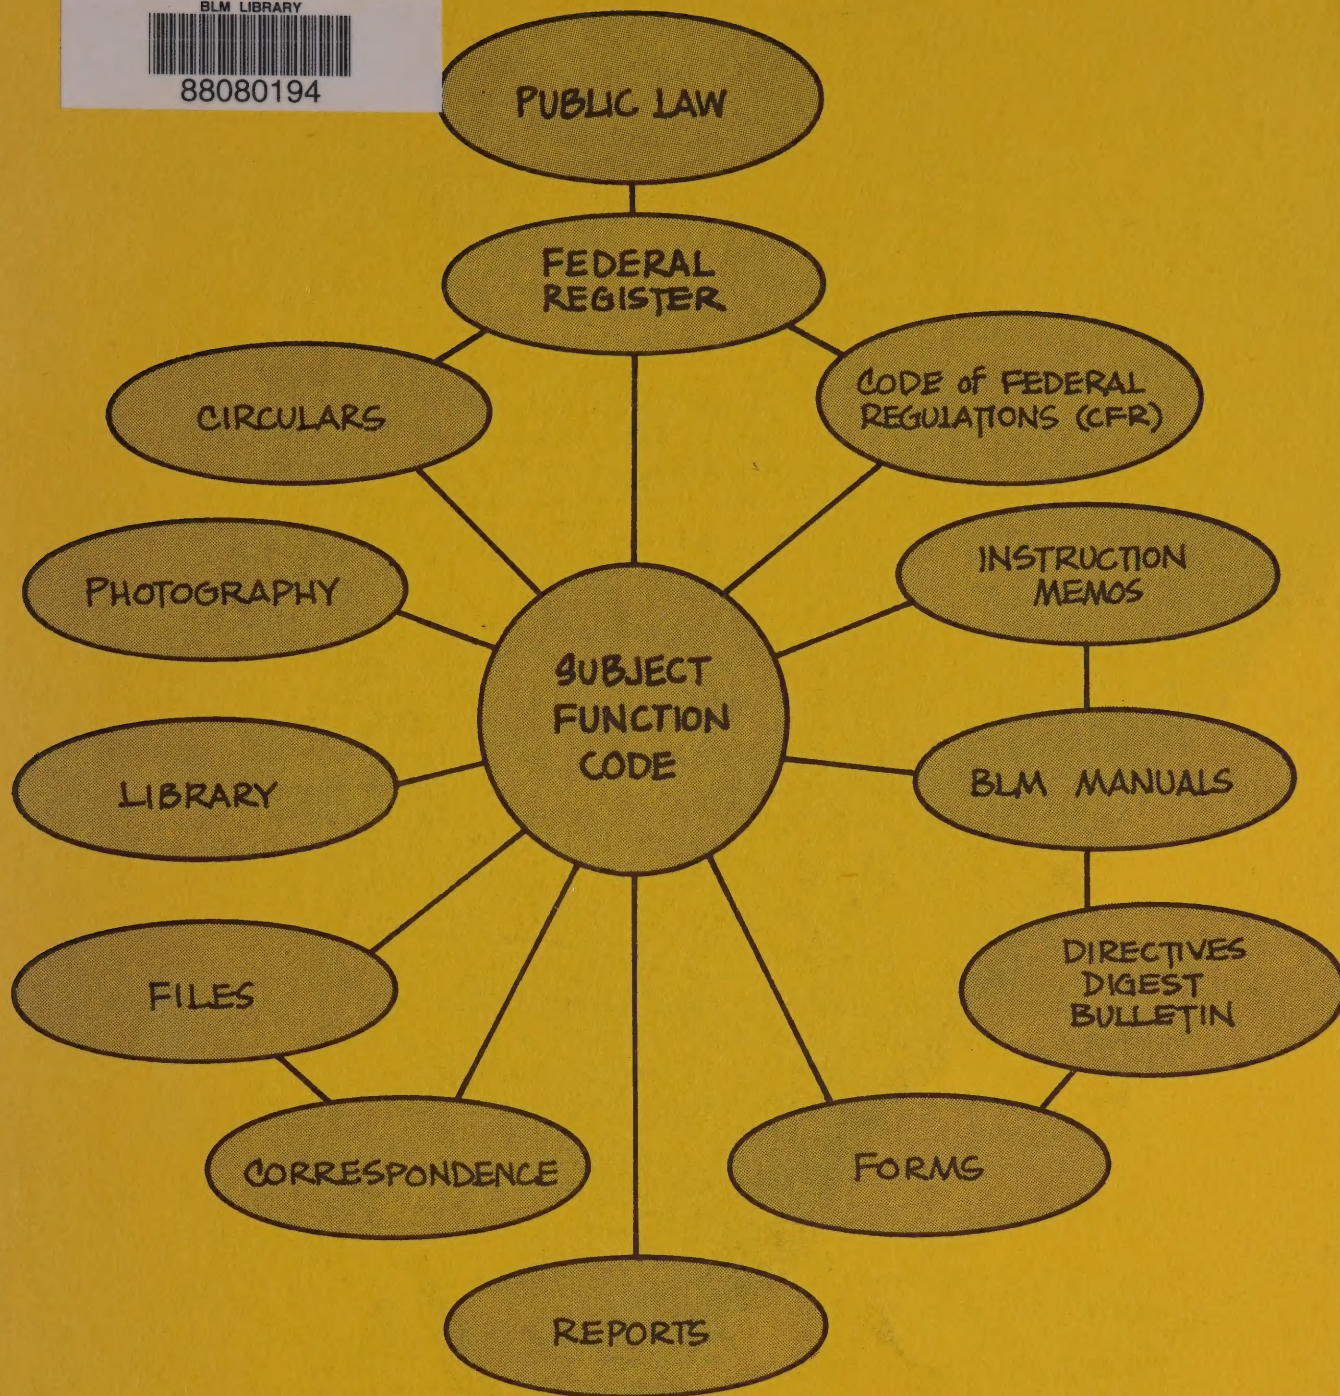 BLM LIBRARY
88080194
PUBLIC LAW
FEDERAL
REGISTER
CIRCULARS
CODE of FEDERAL
REGULATIONS (CFR)
PHOTOGRAPHY
INSTRUCTION
MEMOS
SUBJECT
FUNCTION
CODE
LIBRARY
BLM MANUALS
FILES
DIRECTIVES
DIGEST
BULLETIN
CORRESPONDENCE
FORMS
REPORTS